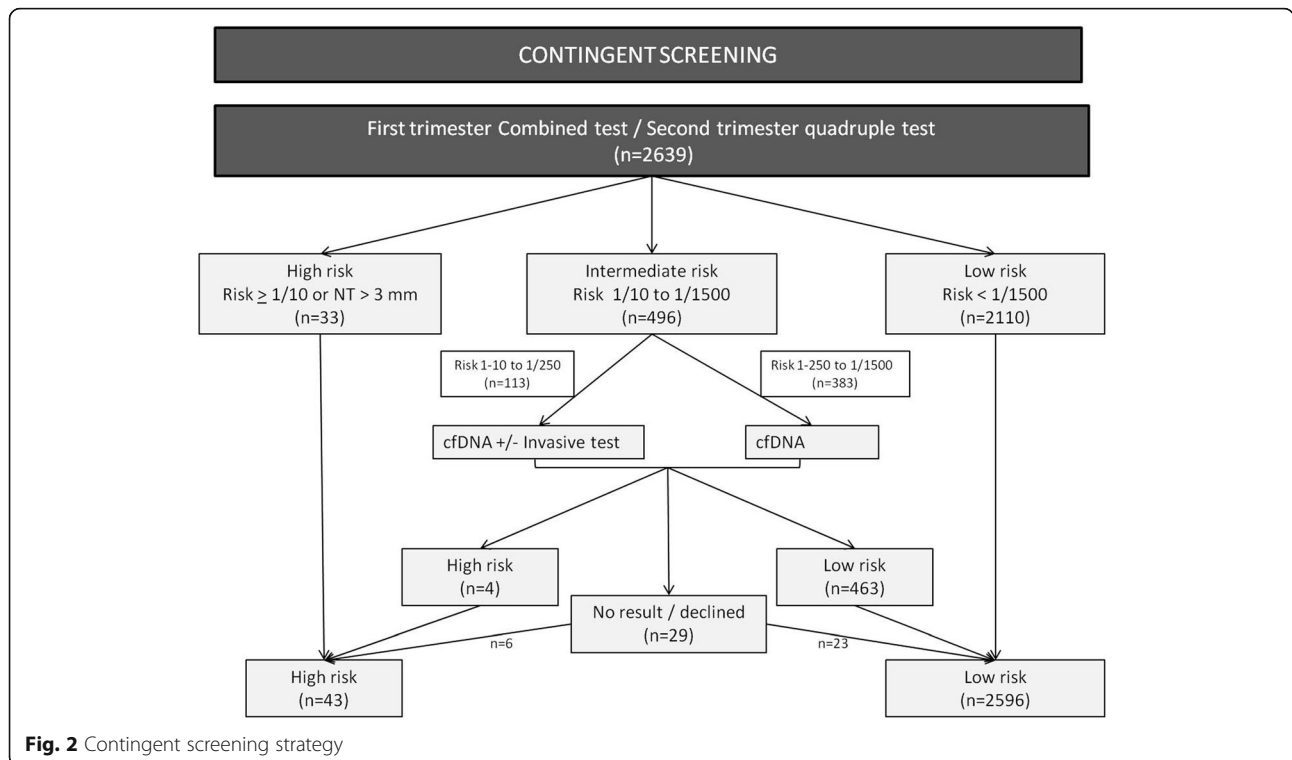 CONTINGENT SCREENING
First trimester Combined test / Second trimester quadruple test
(n=2639)
High risk
Risk ≥ 1/10 or NT > 3 mm
(n=33)
Intermediate risk
Risk 1/10 to 1/1500
(n=496)
Low risk
Risk < 1/1500
(n=2110)
Risk 1-10 to 1/250
(n=113)
Risk 1-250 to 1/1500
(n=383)
cfDNA +/- Invasive test
cfDNA
High risk
(n=4)
Low risk
(n=463)
No result / declined
(n=29)
n=6
n=23
High risk
(n=43)
Low risk
(n=2596)
Fig. 2 Contingent screening strategy